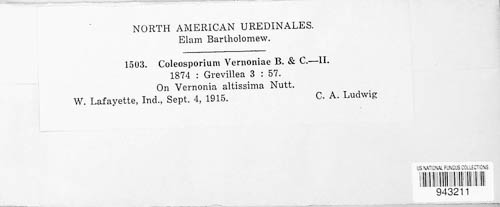 NORTH AMERICAN UREDINALES.
Elam Bartholomew.
1503. Coleosporium Vernoniae B. & C.—II.
1874 : Grevillea 3 : 57.
On Vernonia altissima Nutt.
W. Lafayette, Ind., Sept. 4, 1915. C. A. Ludwig
US NATIONAL FUNGUS COLLECTIONS
943211